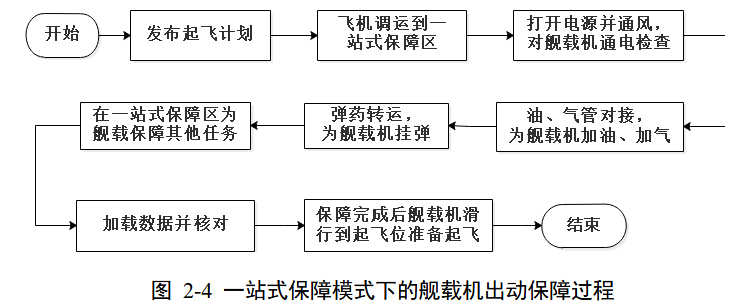 开始
发布起飞计划
飞机调运到一
站式保障区
打开电源并通风，
对舰载机通电检查
在一站式保障区为
舰载保障其他任务
弹药转运，
为舰载机挂弹
油、气管对接，
为舰载机加油、加气
加载数据并核对
保障完成后舰载机滑
行到起飞位准备起飞
结束
图 2-4 一站式保障模式下的舰载机出动保障过程